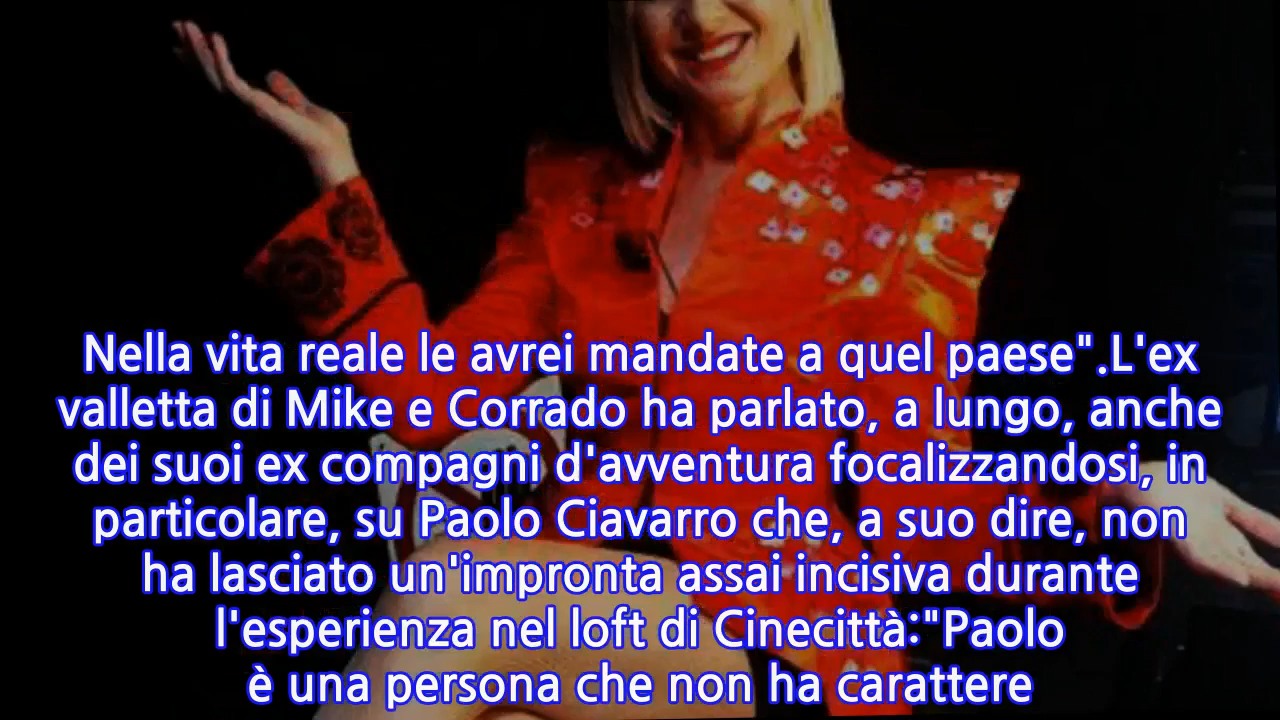 Nella vita reale le avrei mandate a quel paese".L'ex
valletta di Mike e Corrado ha parlato, a lungo, anche
dei suoi ex compagni d'avventura focalizzandosi, in
particolare, su Paolo Ciavarro che, a suo dire, non
ha lasciato un'impronta assai incisiva durante
l'esperienza nel loft di Cinecittà:"Paolo
è una persona che non ha carattere